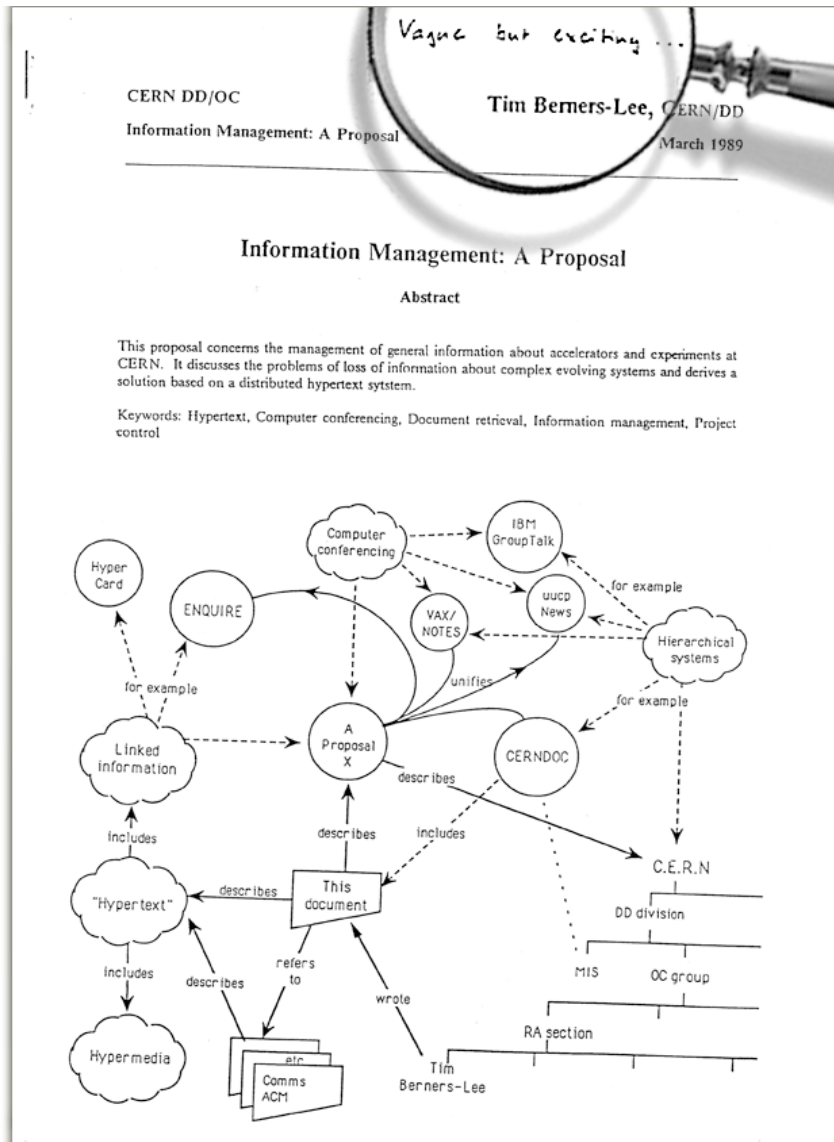 Vague but exciting ...
CERN DD/OC
Tim Berners-Lee, CERN/DD
Information Management: A Proposal
March 1989
Information Management: A Proposal
Abstract
This proposal concerns the management of general information about accelerators and experiments at
CERN. It discusses the problems of loss of information about complex evolving systems and derives a
solution based on a distributed hypertext sytstem.
Keywords: Hypertext, Computer conferencing, Document retrieval, Information management, Project
control
IBM
GroupTalk
Computer
conferencing
Hyper
Card
ENQUIRE
VAX/
NOTES
uucp
News
for example
Hierarchical
systems
for example
unifies
for example
A
Proposal
X
Linked
information
CERNDOC
describes
includes
describes
includes
C.E.R.N
describes
This
document
"Hypertext"
DD division
includes
describes
refers
to
wrote
MIS
OC group
RA section
Hypermedia
etc
Comms
ACM
Tim
Berners-Lee